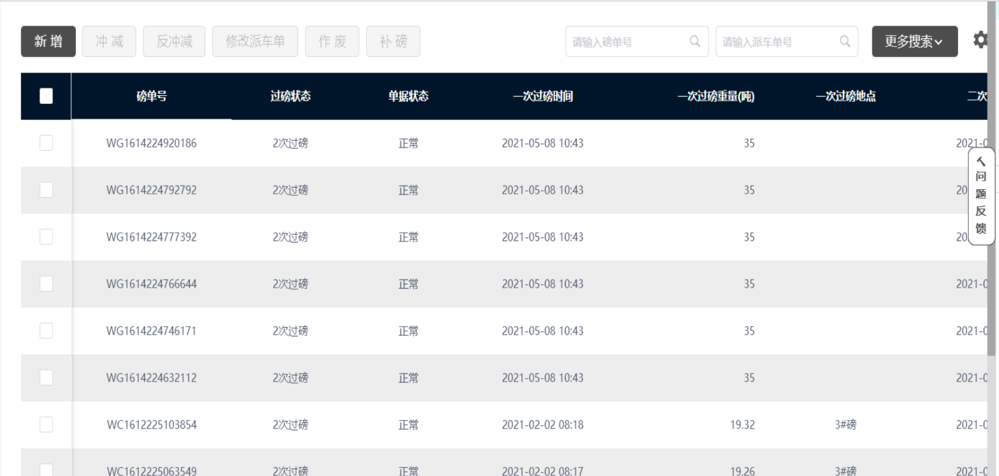 新 增 冲 减 反冲减 修改派车单 作 废 补 磅 请输入磅单号 请输入派车单号 更多搜索
磅单号 过磅状态 单据状态 一次过磅时间 一次过磅重量(吨) 一次过磅地点 二次
WG1614224920186 2次过磅 正常 2021-05-08 10:43 35 2021-0
WG1614224792792 2次过磅 正常 2021-05-08 10:43 35 20
WG1614224777392 2次过磅 正常 2021-05-08 10:43 35 20
WG1614224766644 2次过磅 正常 2021-05-08 10:43 35 2021-0
WG1614224746171 2次过磅 正常 2021-05-08 10:43 35 2021-0
WG1614224632112 2次过磅 正常 2021-05-08 10:43 35 2021-0
WC1612225103854 2次过磅 正常 2021-02-02 08:18 19.32 3#磅 2021-0
WC1612225063549 2次过磅 正常 2021-02-02 08:17 19.26 3#磅 2021-0
问
题
反
馈